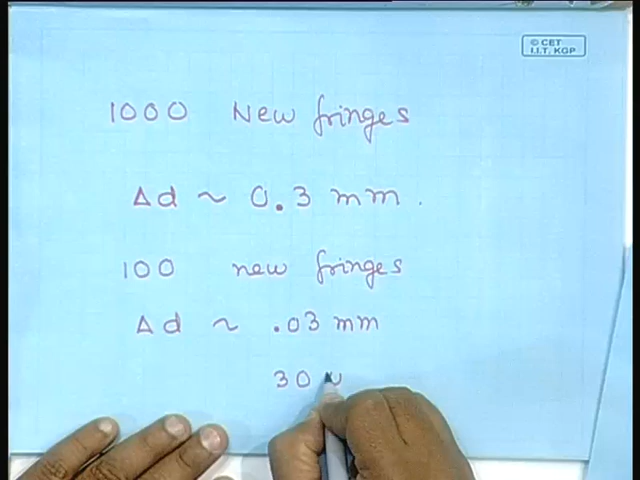 © CET
I.I.T. KGP
1000 New fringes
Δd ~ 0.3 mm.
100 new fringes
Δd ~ .03 mm
30